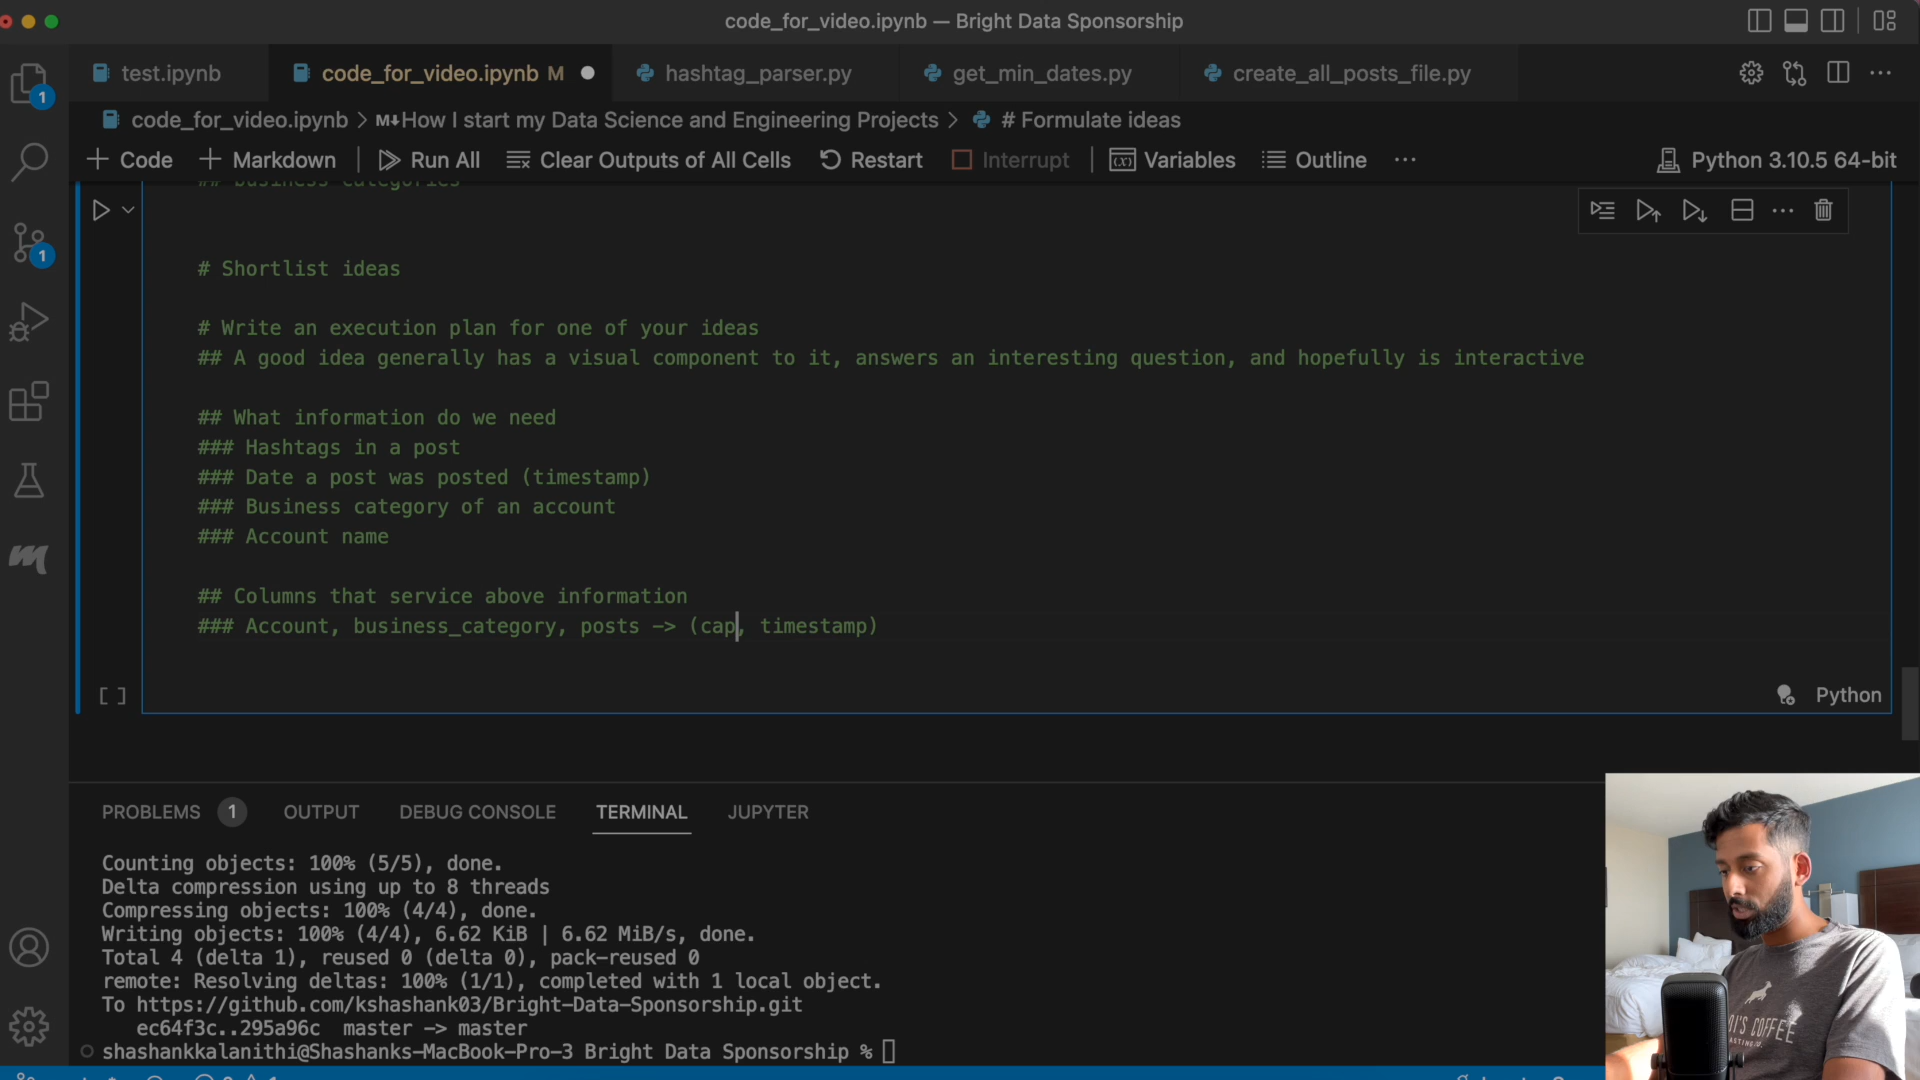 code_for_video.ipynb — Bright Data Sponsorship
test.ipynb
code_for_video.ipynb M
hashtag_parser.py
get_min_dates.py
create_all_posts_file.py
code_for_video.ipynb > M↓How I start my Data Science and Engineering Projects > # Formulate ideas
+ Code + Markdown | Run All Clear Outputs of All Cells Restart Interrupt | Variables Outline ··· Python 3.10.5 64-bit
1
## business categories
# Shortlist ideas
# Write an execution plan for one of your ideas
## A good idea generally has a visual component to it, answers an interesting question, and hopefully is interactive
## What information do we need
### Hashtags in a post
### Date a post was posted (timestamp)
### Business category of an account
### Account name
## Columns that service above information
### Account, business_category, posts -> (cap, timestamp)
[ ]
Python
1
PROBLEMS 1 OUTPUT DEBUG CONSOLE TERMINAL JUPYTER
Counting objects: 100% (5/5), done.
Delta compression using up to 8 threads
Compressing objects: 100% (4/4), done.
Writing objects: 100% (4/4), 6.62 KiB | 6.62 MiB/s, done.
Total 4 (delta 1), reused 0 (delta 0), pack-reused 0
remote: Resolving deltas: 100% (1/1), completed with 1 local object.
To https://github.com/kshashank03/Bright-Data-Sponsorship.git
ec64f3c..295a96c master -> master
shashankkalanithi@Shashanks-MacBook-Pro-3 Bright Data Sponsorship %
COFFEE